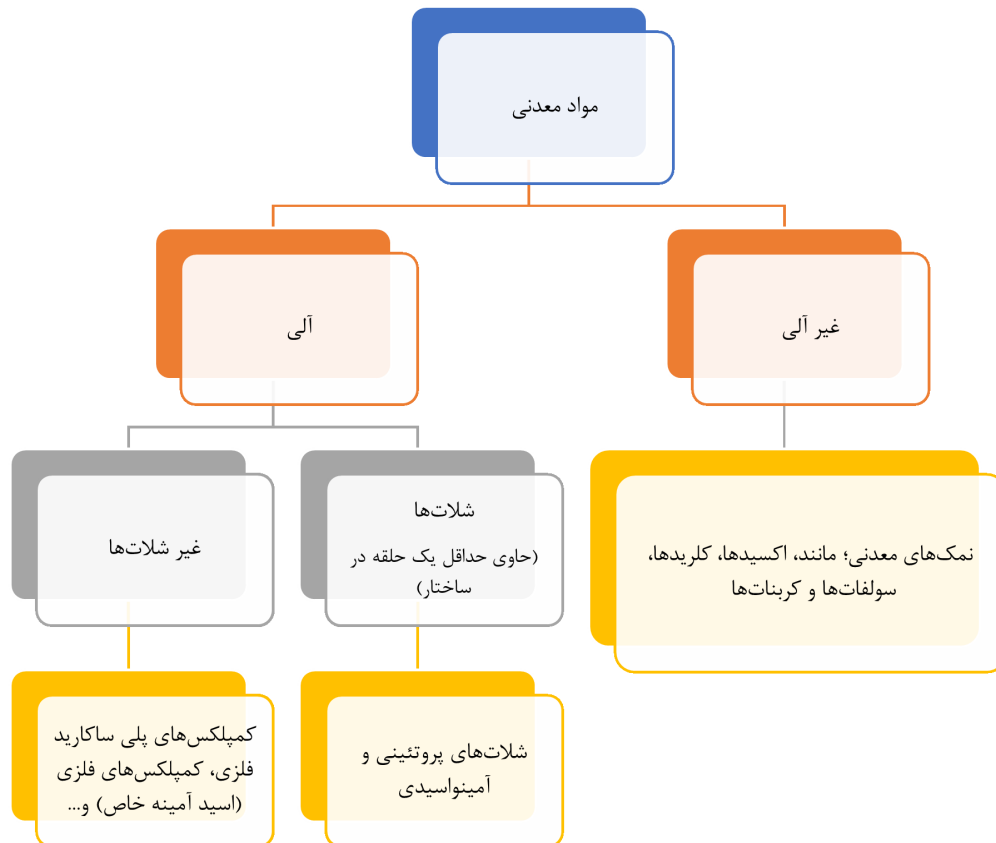 مواد معدنی
غیر آلی
آلی
نمک‌های معدنی؛ مانند، اکسیدها، کلریدها،
سولفات‌ها و کربنات‌ها
شلات‌ها
(حاوی حداقل یک حلقه در
ساختار)
غیر شلات‌ها
شلات‌های پروتئینی و
آمینواسیدی
کمپلکس‌های پلی ساکارید
فلزی، کمپلکس‌های فلزی
(اسید آمینه خاص) و...